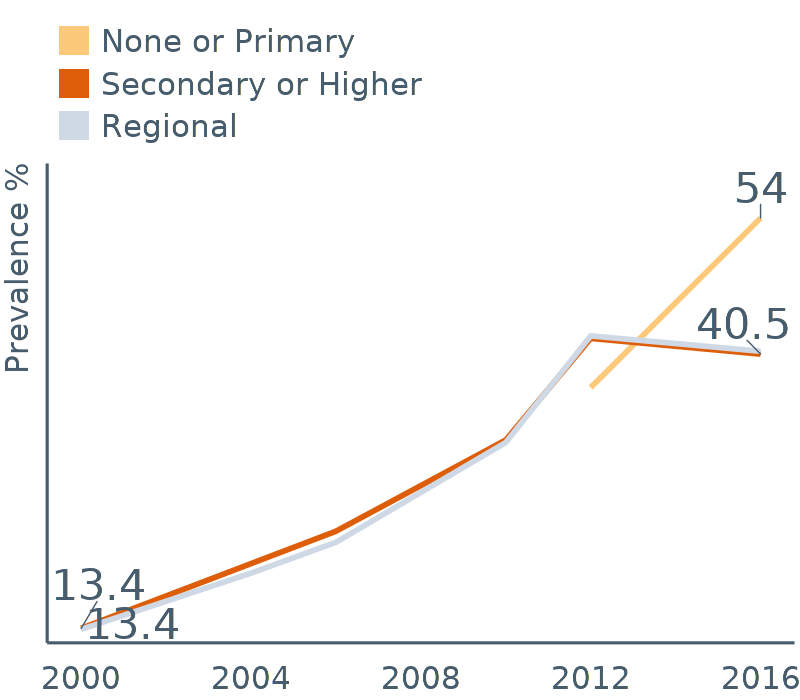 None or Primary
Secondary or Higher
Regional
Prevalence %
54
40.5
13.4
13.4
2000 2004 2008 2012 2016